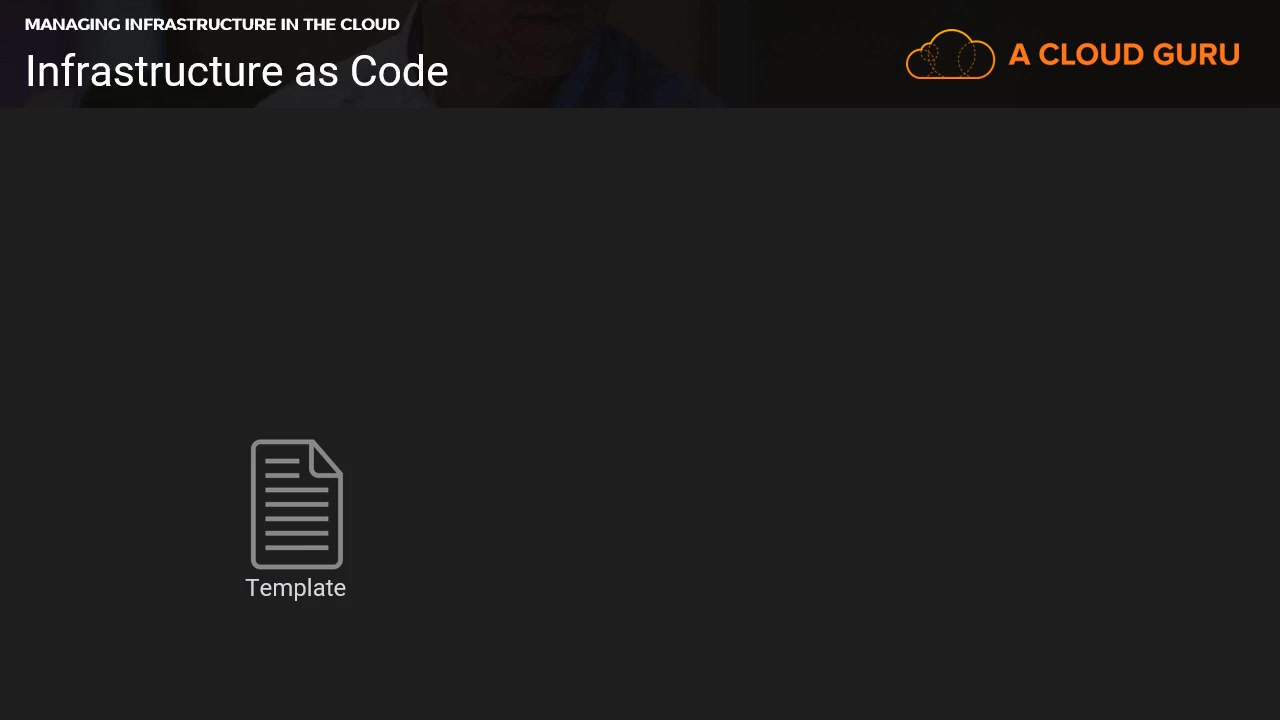 MANAGING INFRASTRUCTURE IN THE CLOUD
Infrastructure as Code
A CLOUD GURU
Template